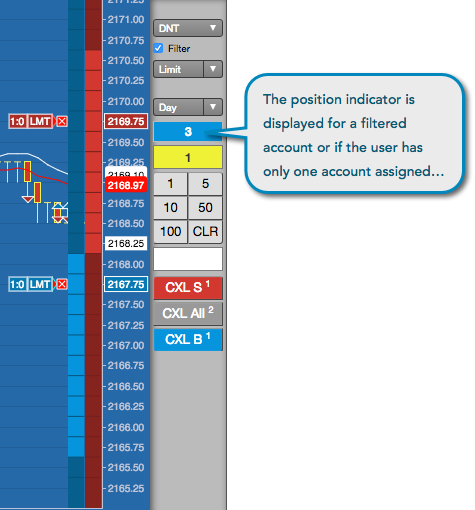 2171.25
2171.00
2170.75
2170.50
2170.25
2170.00
1:0 LMT
2169.75
2169.50
2169.25
2169.10
2168.97
2168.75
2168.50
2168.25
2168.00
1:0 LMT
2167.75
2167.50
2167.25
2167.00
2166.75
2166.50
2166.25
2166.00
2165.75
2165.50
2165.25
DNT
Filter
Limit
Day
3
1
1 5
10 50
100 CLR
CXL S 1
CXL All 2
CXL B 1
The position indicator is
displayed for a filtered
account or if the user has
only one account assigned…